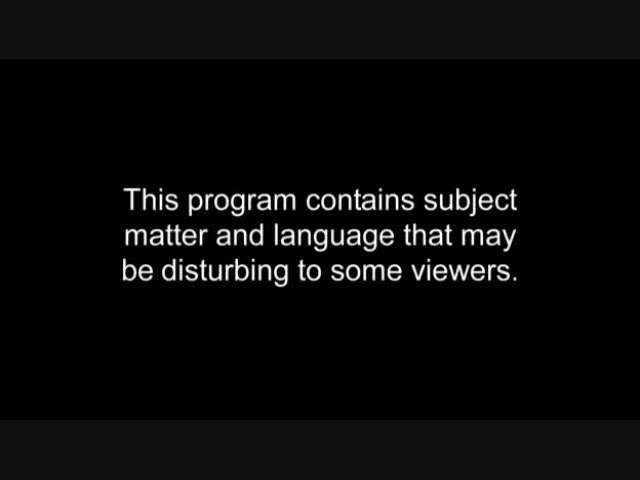 This program contains subject
matter and language that may
be disturbing to some viewers.